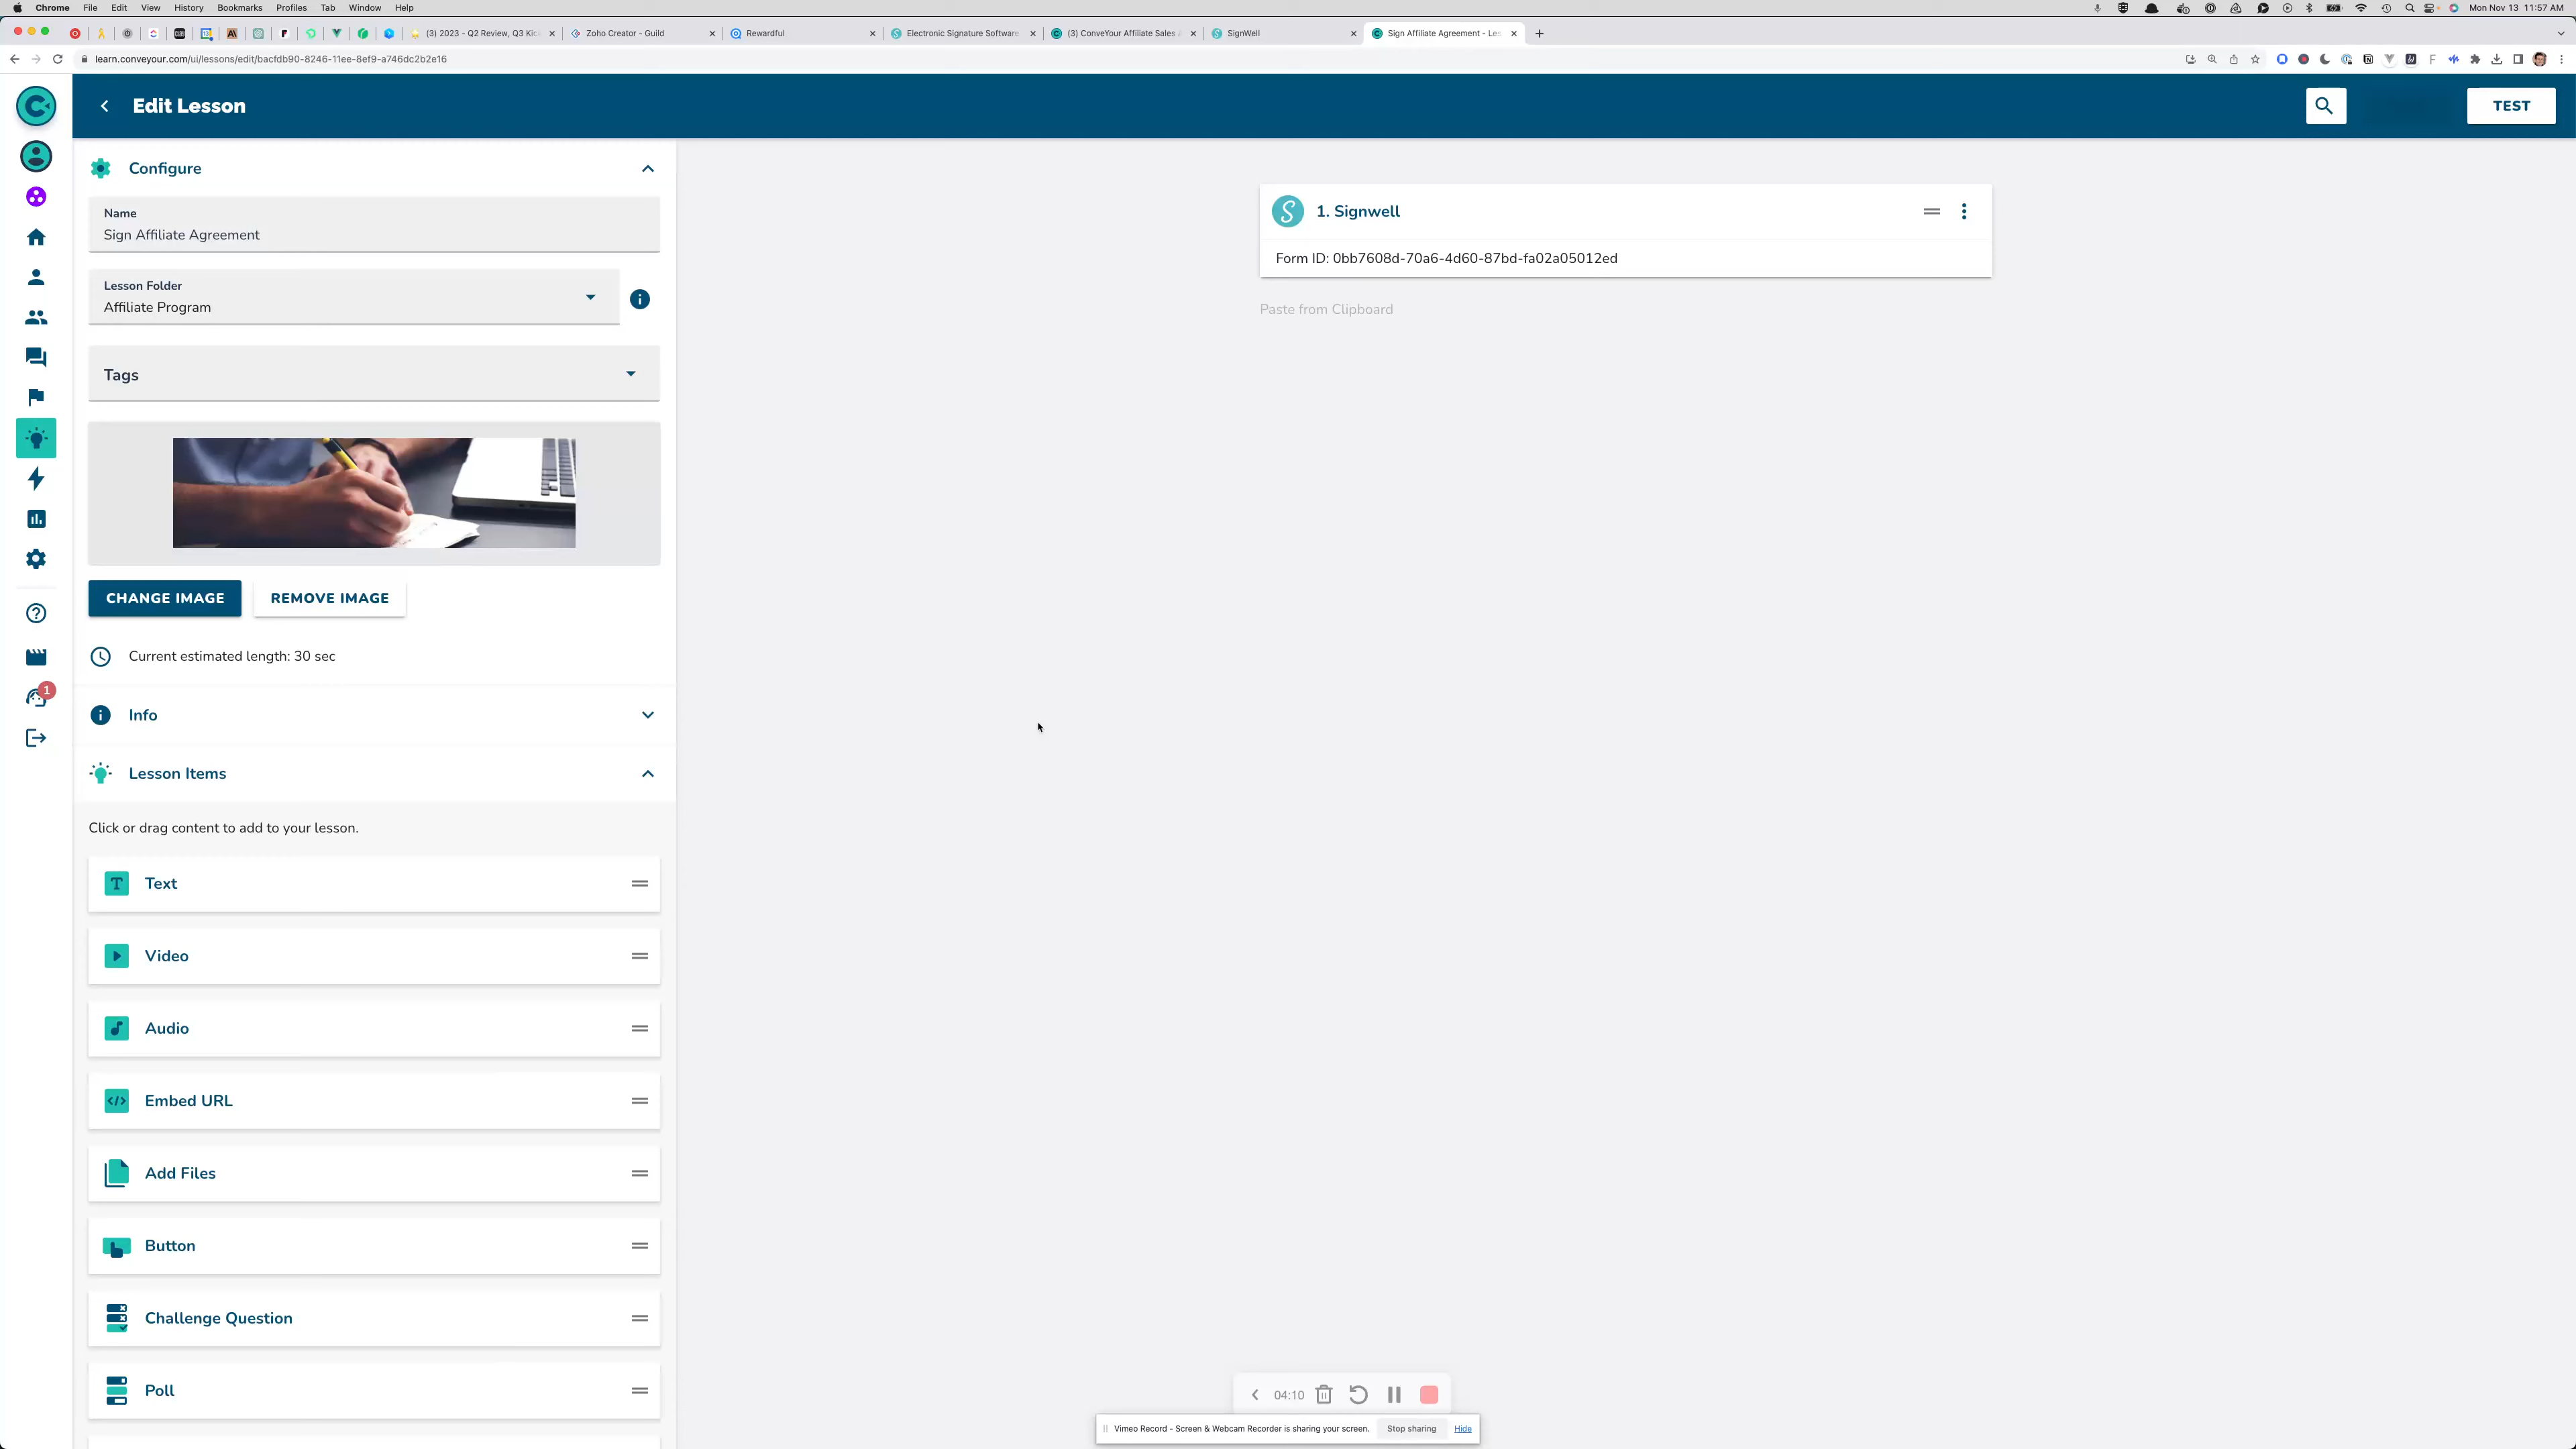 Chrome File Edit View History Bookmarks Profiles Tab Window Help
Mon Nov 13 11:57 AM
(3) 2023 - Q2 Review, Q3 Kic
Zoho Creator - Guild
Rewardful
Electronic Signature Software
(3) ConveYour Affiliate Sales
SignWell
Sign Affiliate Agreement - Les
learn.conveyour.com/ui/lessons/edit/bacfdb90-8246-11ee-8ef9-a746dc2b2e16
Edit Lesson
TEST
Configure
Name
Sign Affiliate Agreement
Lesson Folder
Affiliate Program
Tags
CHANGE IMAGE
REMOVE IMAGE
Current estimated length: 30 sec
Info
Lesson Items
Click or drag content to add to your lesson.
Text
Video
Audio
Embed URL
Add Files
Button
Challenge Question
Poll
1
1. Signwell
Form ID: 0bb7608d-70a6-4d60-87bd-fa02a05012ed
Paste from Clipboard
04:10
Vimeo Record - Screen & Webcam Recorder is sharing your screen.
Stop sharing
Hide